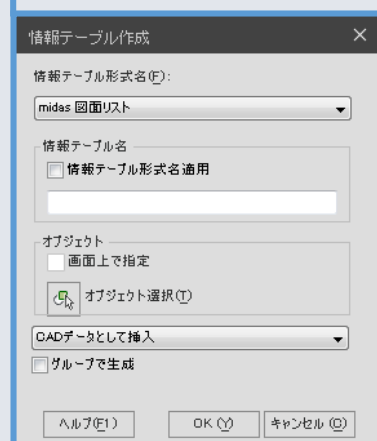 情報テーブル作成
情報テーブル形式名(F):
midas 図面リスト
情報テーブル名
情報テーブル形式名適用
オブジェクト
画面上で指定
オブジェクト選択(T)
CADデータとして挿入
グループで生成
ヘルプ(F1) OK (Y) キャンセル (C)